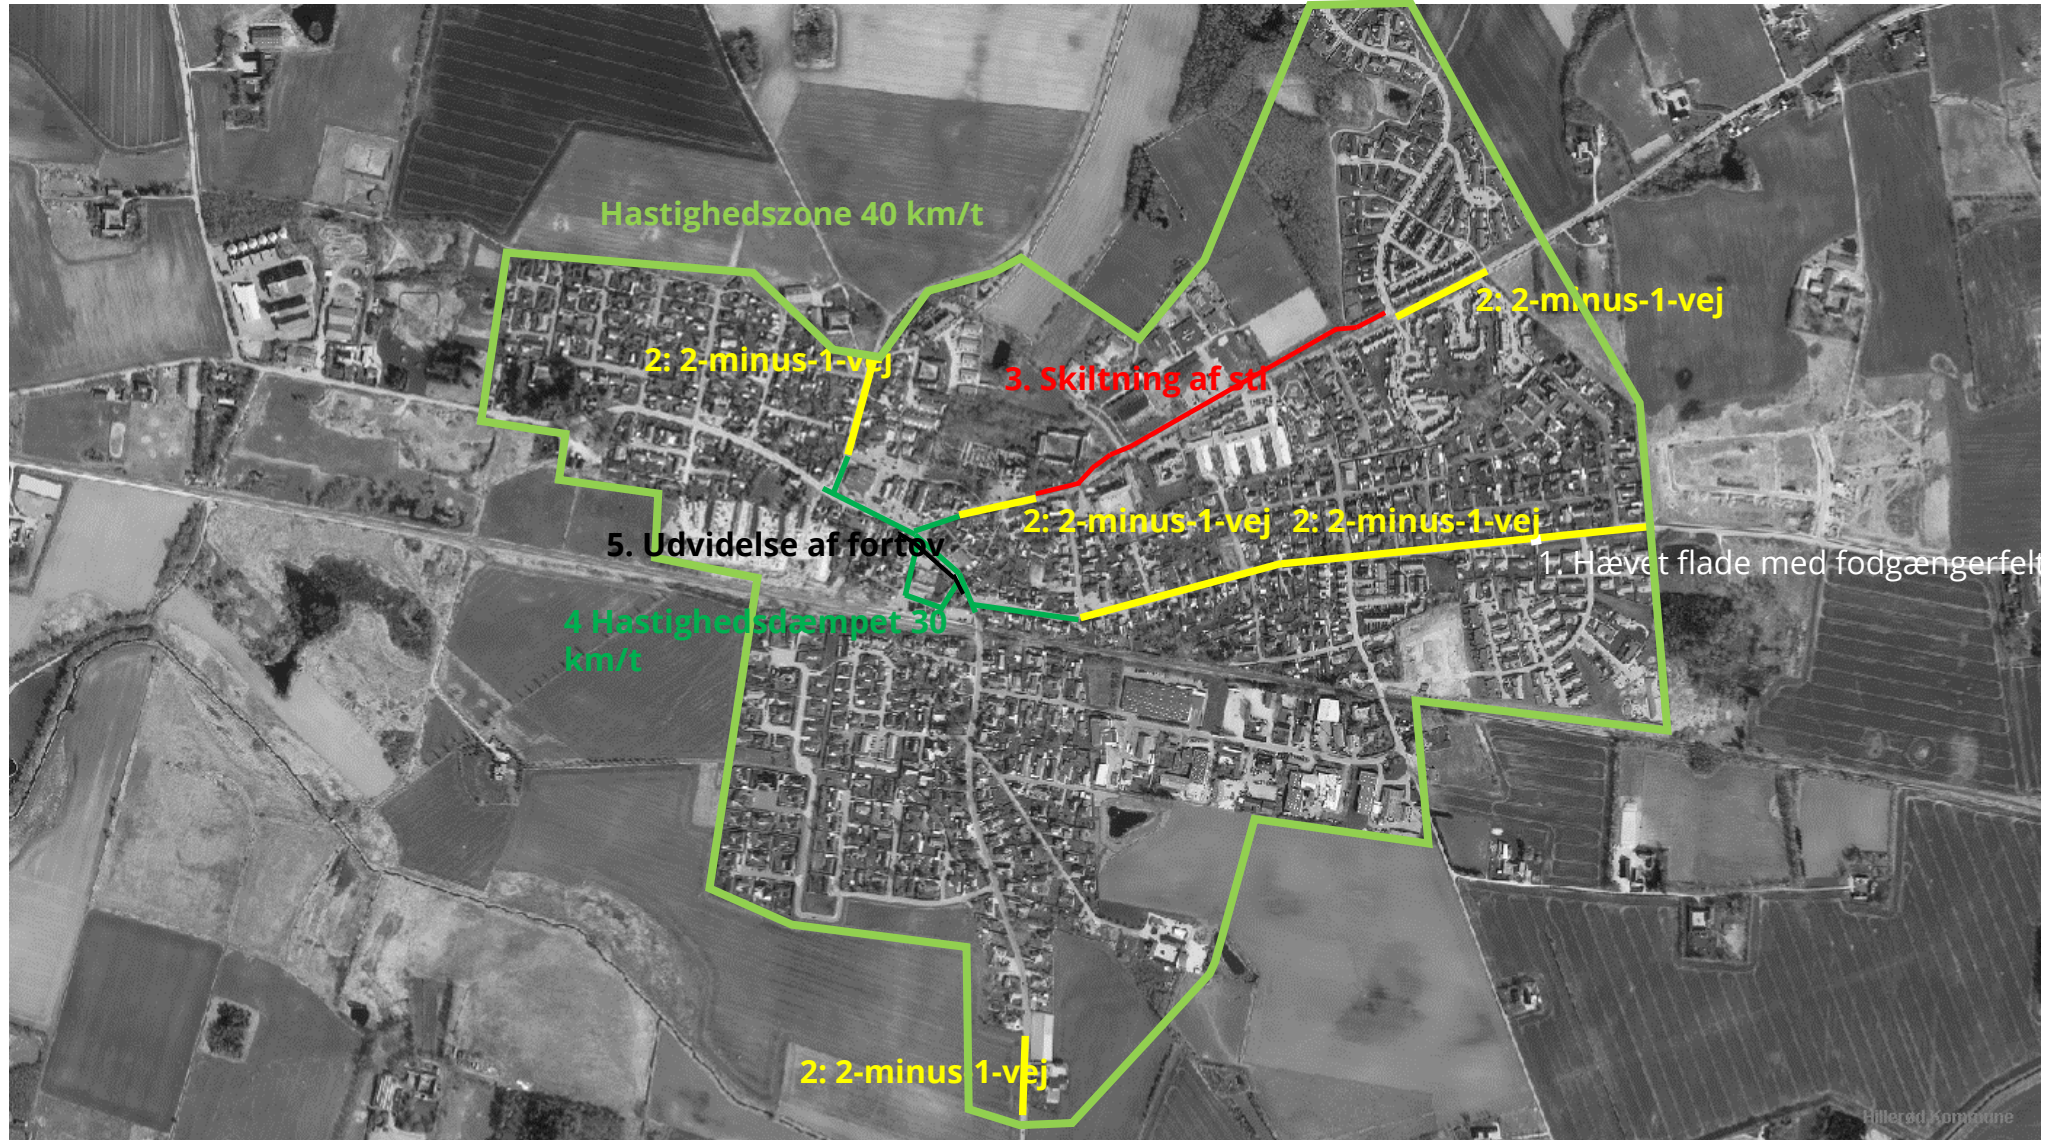 Hastighedszone 40 km/t
2: 2-minus-1-vej
2: 2-minus-1-vej
3. Skiltning af sti
2: 2-minus-1-vej
2: 2-minus-1-vej
5. Udvidelse af fortov
1. Hævet flade med fodgængerfelt
4 Hastighedsdæmpet 30
km/t
2: 2-minus-1-vej
Hillerød Kommune